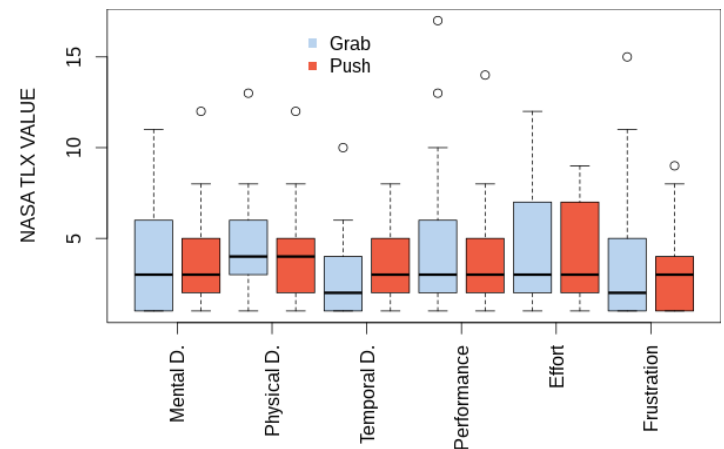 Grab
Push
NASA TLX VALUE
15
10
5
Mental D.
Physical D.
Temporal D.
Performance
Effort
Frustration